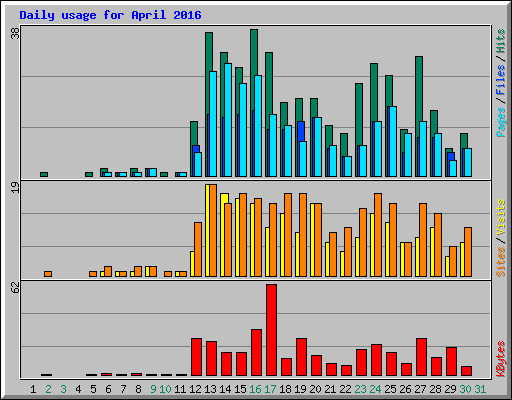 Daily usage for April 2016
38
Pages / Files / Hits
19
Sites / Visits
62
KBytes
1 2 3 4 5 6 7 8 9 10 11 12 13 14 15 16 17 18 19 20 21 22 23 24 25 26 27 28 29 30 31